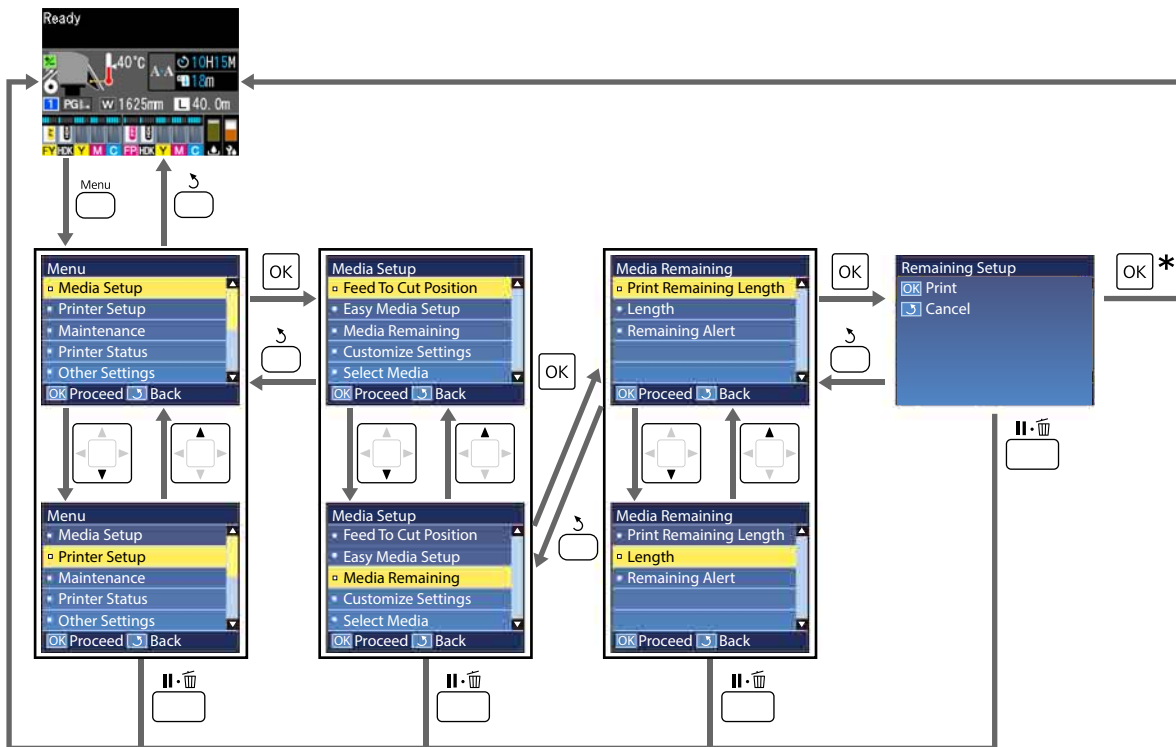 Ready
40°C
A-A
10H15M
18m
1 PG W 1625mm L 40.0m
FY HDK Y M C FP HDK Y M C
Menu
Menu
Media Setup
Printer Setup
Maintenance
Printer Status
Other Settings
OK Proceed Back
OK
Media Setup
Feed To Cut Position
Easy Media Setup
Media Remaining
Customize Settings
Select Media
OK Proceed Back
OK
Media Remaining
Print Remaining Length
Length
Remaining Alert
OK Proceed Back
OK
Remaining Setup
OK Print
Cancel
OK *
Menu
Media Setup
Printer Setup
Maintenance
Printer Status
Other Settings
OK Proceed Back
Media Setup
Feed To Cut Position
Easy Media Setup
Media Remaining
Customize Settings
Select Media
OK Proceed Back
Media Remaining
Print Remaining Length
Length
Remaining Alert
OK Proceed Back